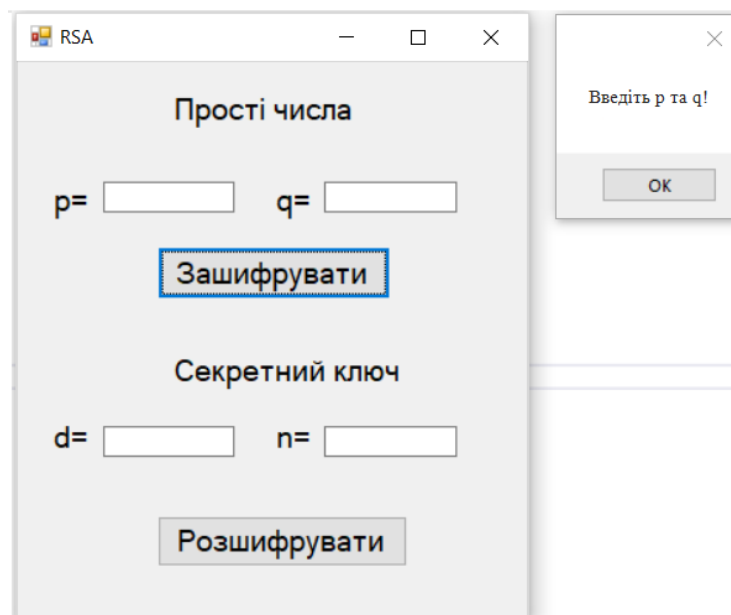 RSA
Прості числа
p=
q=
Зашифрувати
Секретний ключ
d=
n=
Розшифрувати
Введіть p та q!
OK